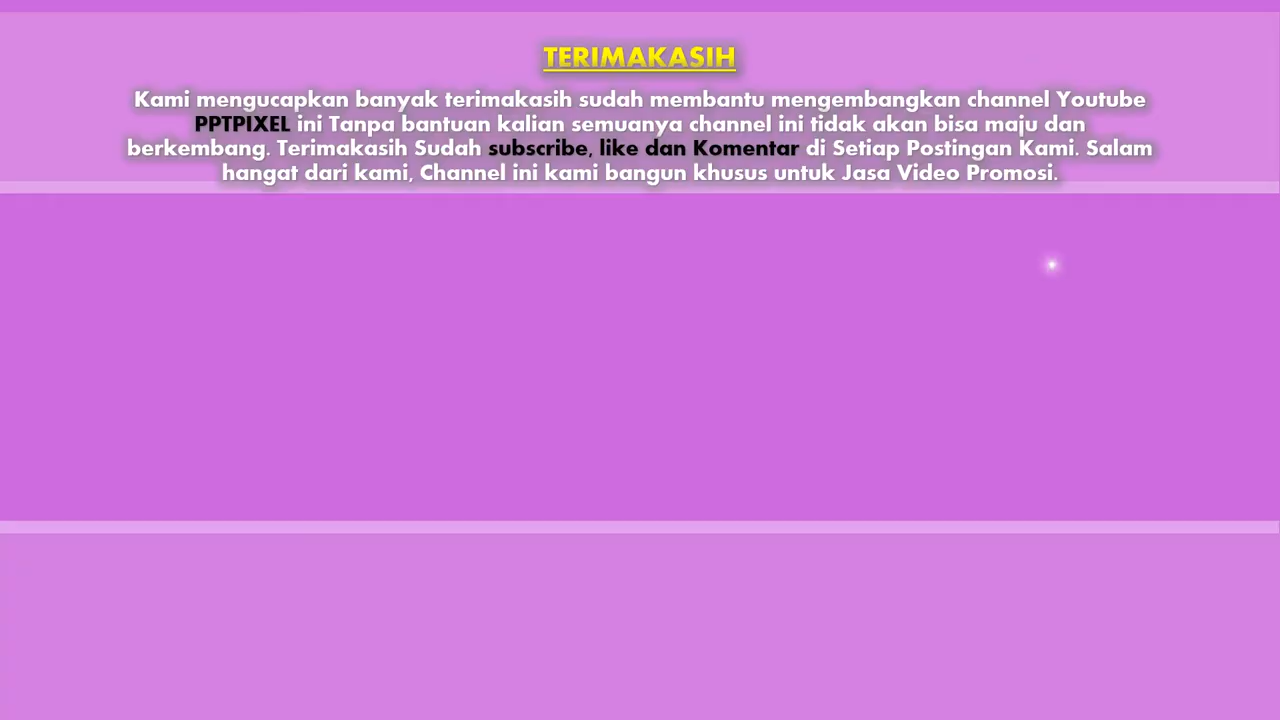 TERIMAKASIH
Kami mengucapkan banyak terimakasih sudah membantu mengembangkan channel Youtube
PPTPIXEL ini Tanpa bantuan kalian semuanya channel ini tidak akan bisa maju dan
berkembang. Terimakasih Sudah subscribe, like dan Komentar di Setiap Postingan Kami. Salam
hangat dari kami, Channel ini kami bangun khusus untuk Jasa Video Promosi.